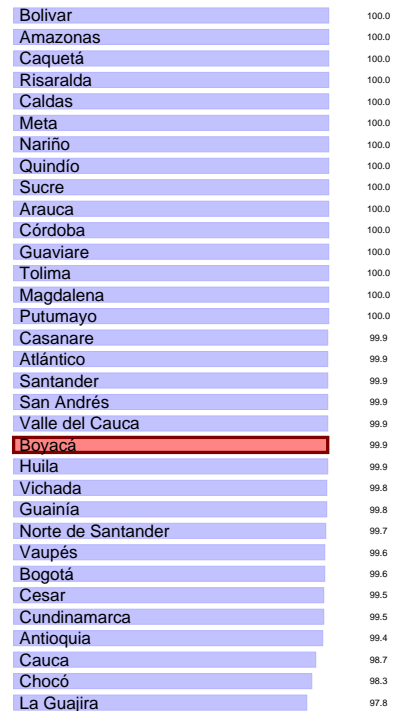 Bolivar 100.0
Amazonas 100.0
Caquetá 100.0
Risaralda 100.0
Caldas 100.0
Meta 100.0
Nariño 100.0
Quindío 100.0
Sucre 100.0
Arauca 100.0
Córdoba 100.0
Guaviare 100.0
Tolima 100.0
Magdalena 100.0
Putumayo 100.0
Casanare 99.9
Atlántico 99.9
Santander 99.9
San Andrés 99.9
Valle del Cauca 99.9
Boyacá 99.9
Huila 99.9
Vichada 99.8
Guainía 99.8
Norte de Santander 99.7
Vaupés 99.6
Bogotá 99.6
Cesar 99.5
Cundinamarca 99.5
Antioquia 99.4
Cauca 98.7
Chocó 98.3
La Guajira 97.8